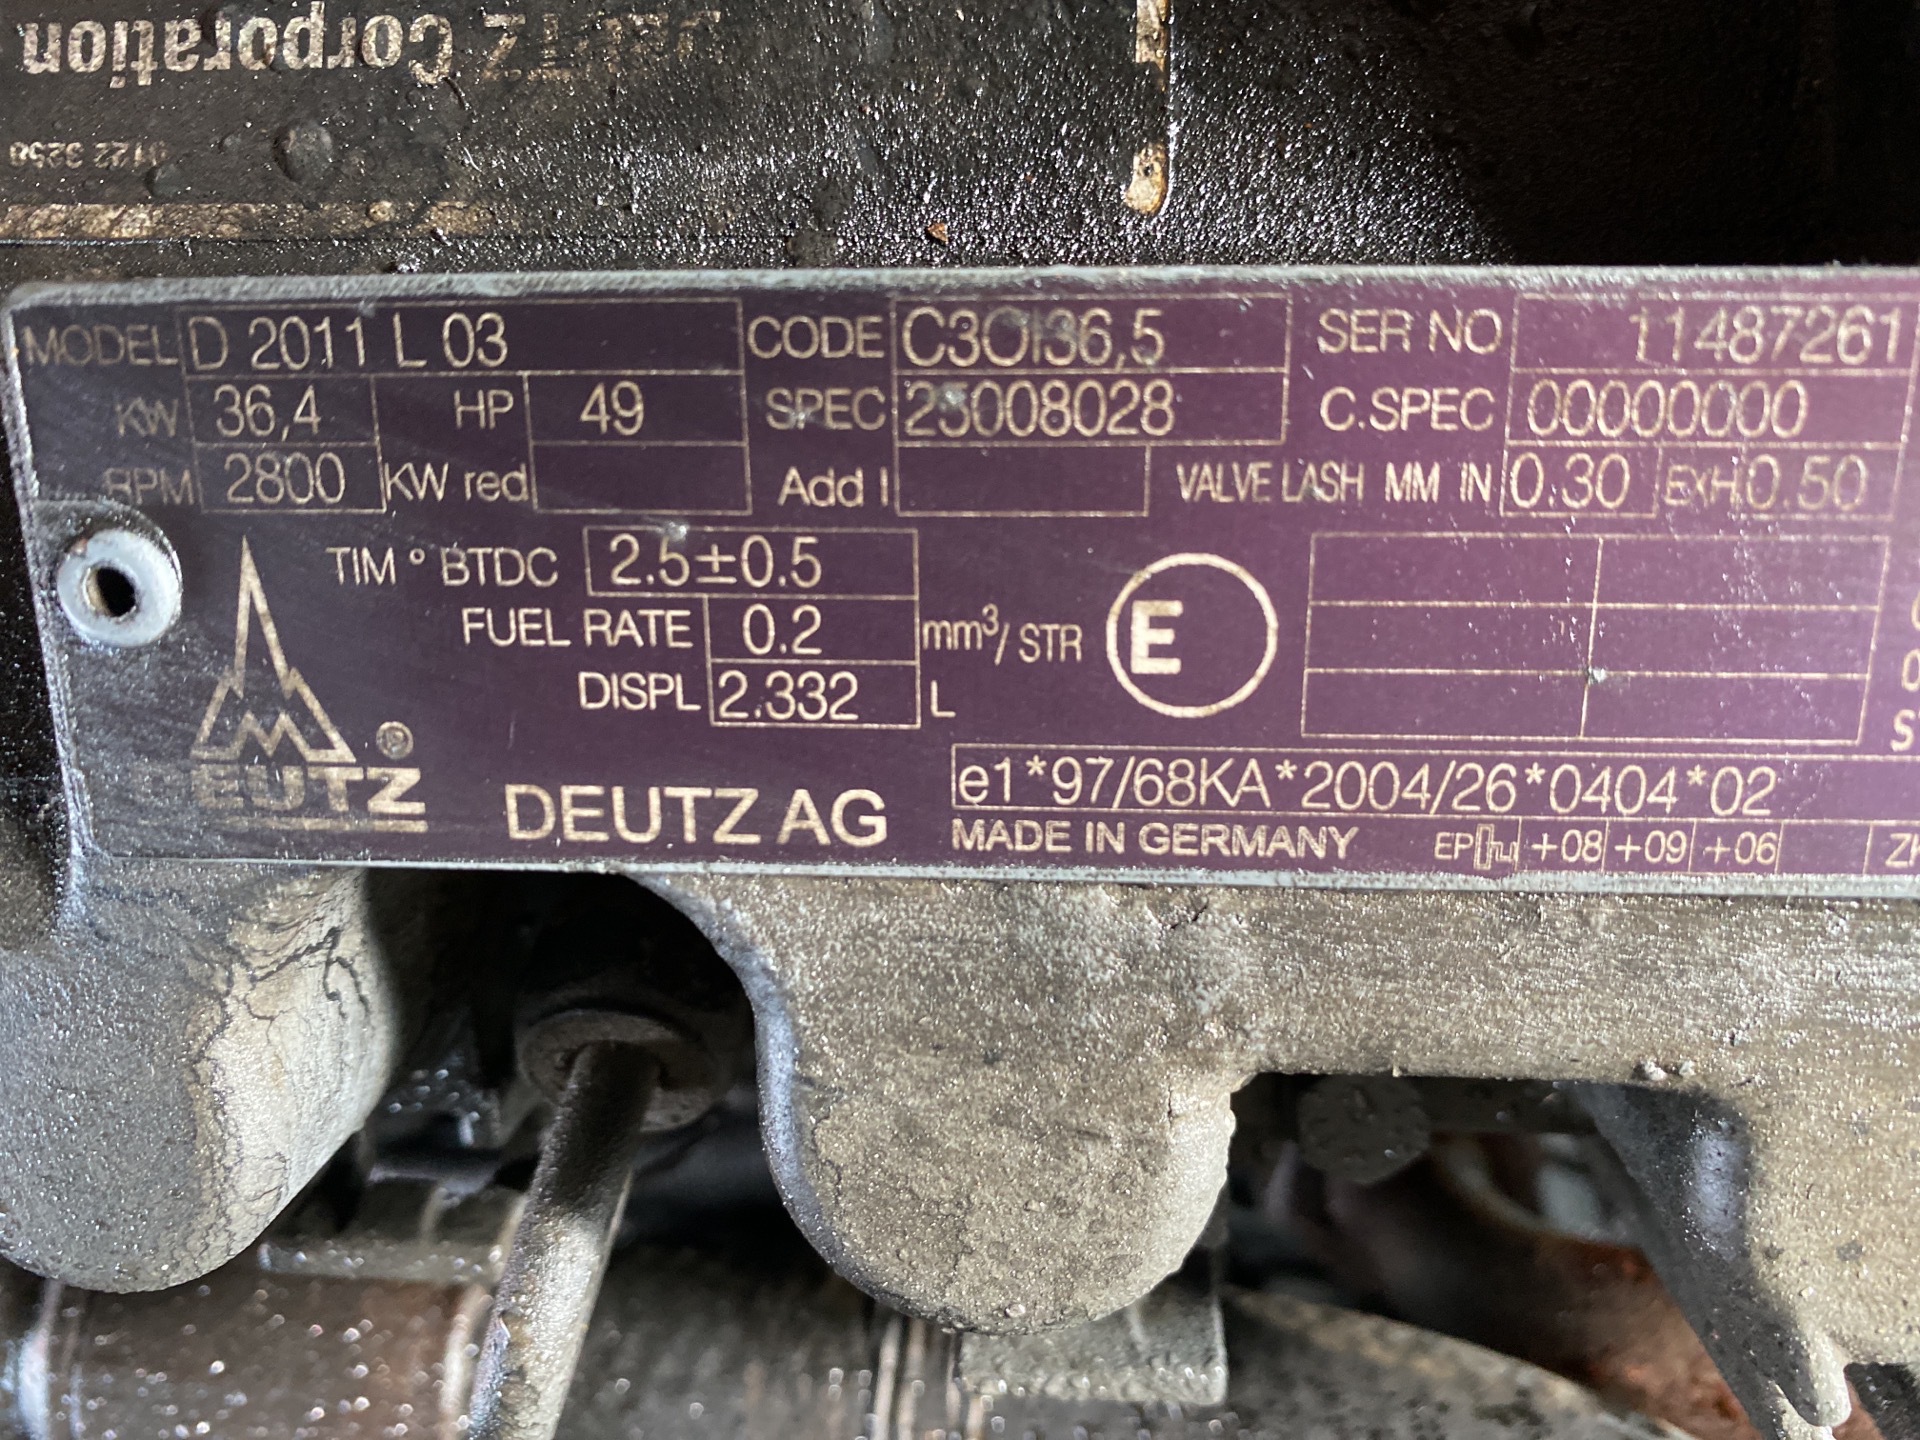 DEUTZ Corporation
0122 3250
MODEL D 2011 L 03 CODE C3OI36,5 SER NO 11487261
KW 36,4 HP 49 SPEC 25008028 C.SPEC 00000000
RPM 2800 KW red Add I VALVE LASH MM IN 0.30 EXH 0.50
TIM ° BTDC 2.5±0.5
FUEL RATE 0.2 mm³/STR
E
DISPL 2.332 L
DEUTZ ®
DEUTZ AG
e1*97/68KA*2004/26*0404*02
MADE IN GERMANY EP +08 +09 +06